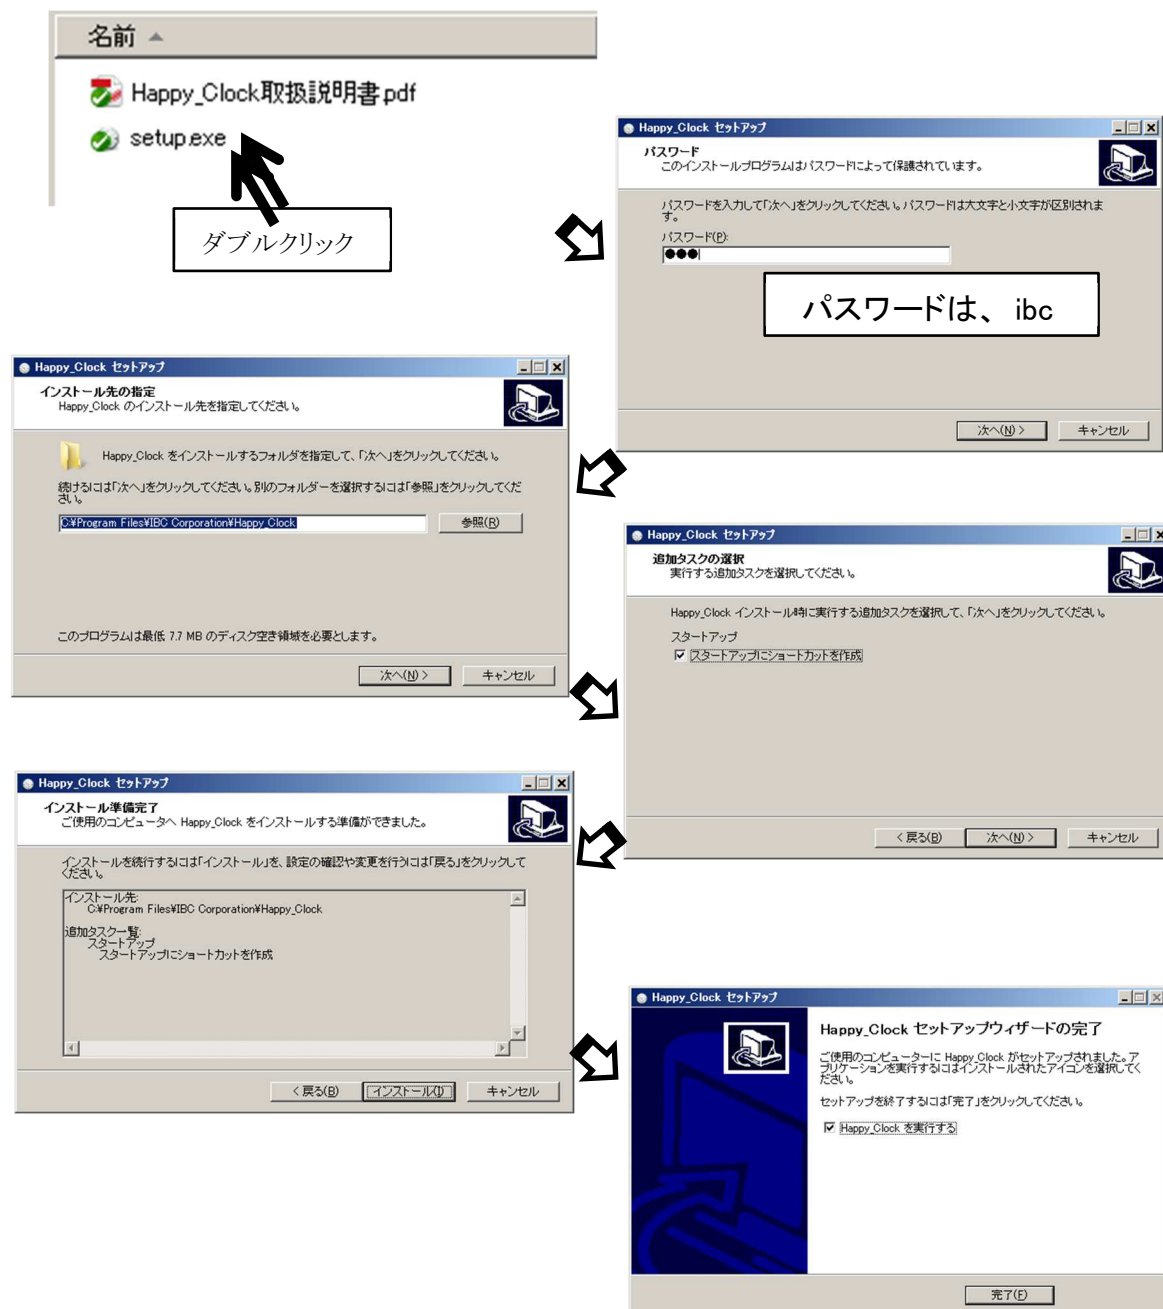 名前
Happy_Clock取扱説明書.pdf
setup.exe
ダブルクリック
Happy_Clock セットアップ
パスワード
このインストールプログラムはパスワードによって保護されています。
パスワードを入力して「次へ」をクリックしてください。パスワードは大文字と小文字が区別されま
す。
パスワード(P):
●●●
パスワードは、 ibc
次へ(N) >
キャンセル
Happy_Clock セットアップ
インストール先の指定
Happy_Clock のインストール先を指定してください。
Happy_Clock をインストールするフォルダを指定して、「次へ」をクリックしてください。
続けるには「次へ」をクリックしてください。別のフォルダーを選択するには「参照」をクリックしてくだ
さい。
C:¥Program Files¥IBC Corporation¥Happy_Clock
参照(R)
このプログラムは最低 7.7 MB のディスク空き領域を必要とします。
次へ(N) >
キャンセル
Happy_Clock セットアップ
追加タスクの選択
実行する追加タスクを選択してください。
Happy_Clock インストール時に実行する追加タスクを選択して、「次へ」をクリックしてください。
スタートアップ
スタートアップにショートカットを作成
< 戻る(B)
次へ(N) >
キャンセル
Happy_Clock セットアップ
インストール準備完了
ご使用のコンピュータへ Happy_Clock をインストールする準備ができました。
インストールを続行するには「インストール」を、設定の確認や変更を行うには「戻る」をクリックして
ください。
インストール先:
C:¥Program Files¥IBC Corporation¥Happy_Clock
追加タスク一覧:
スタートアップ
スタートアップにショートカットを作成
< 戻る(B)
インストール(I)
キャンセル
Happy_Clock セットアップ
Happy_Clock セットアップウィザードの完了
ご使用のコンピューターに Happy_Clock がセットアップされました。ア
プリケーションを実行するにはインストールされたアイコンを選択してく
ださい。
セットアップを終了するには「完了」をクリックしてください。
Happy_Clock を実行する
完了(F)